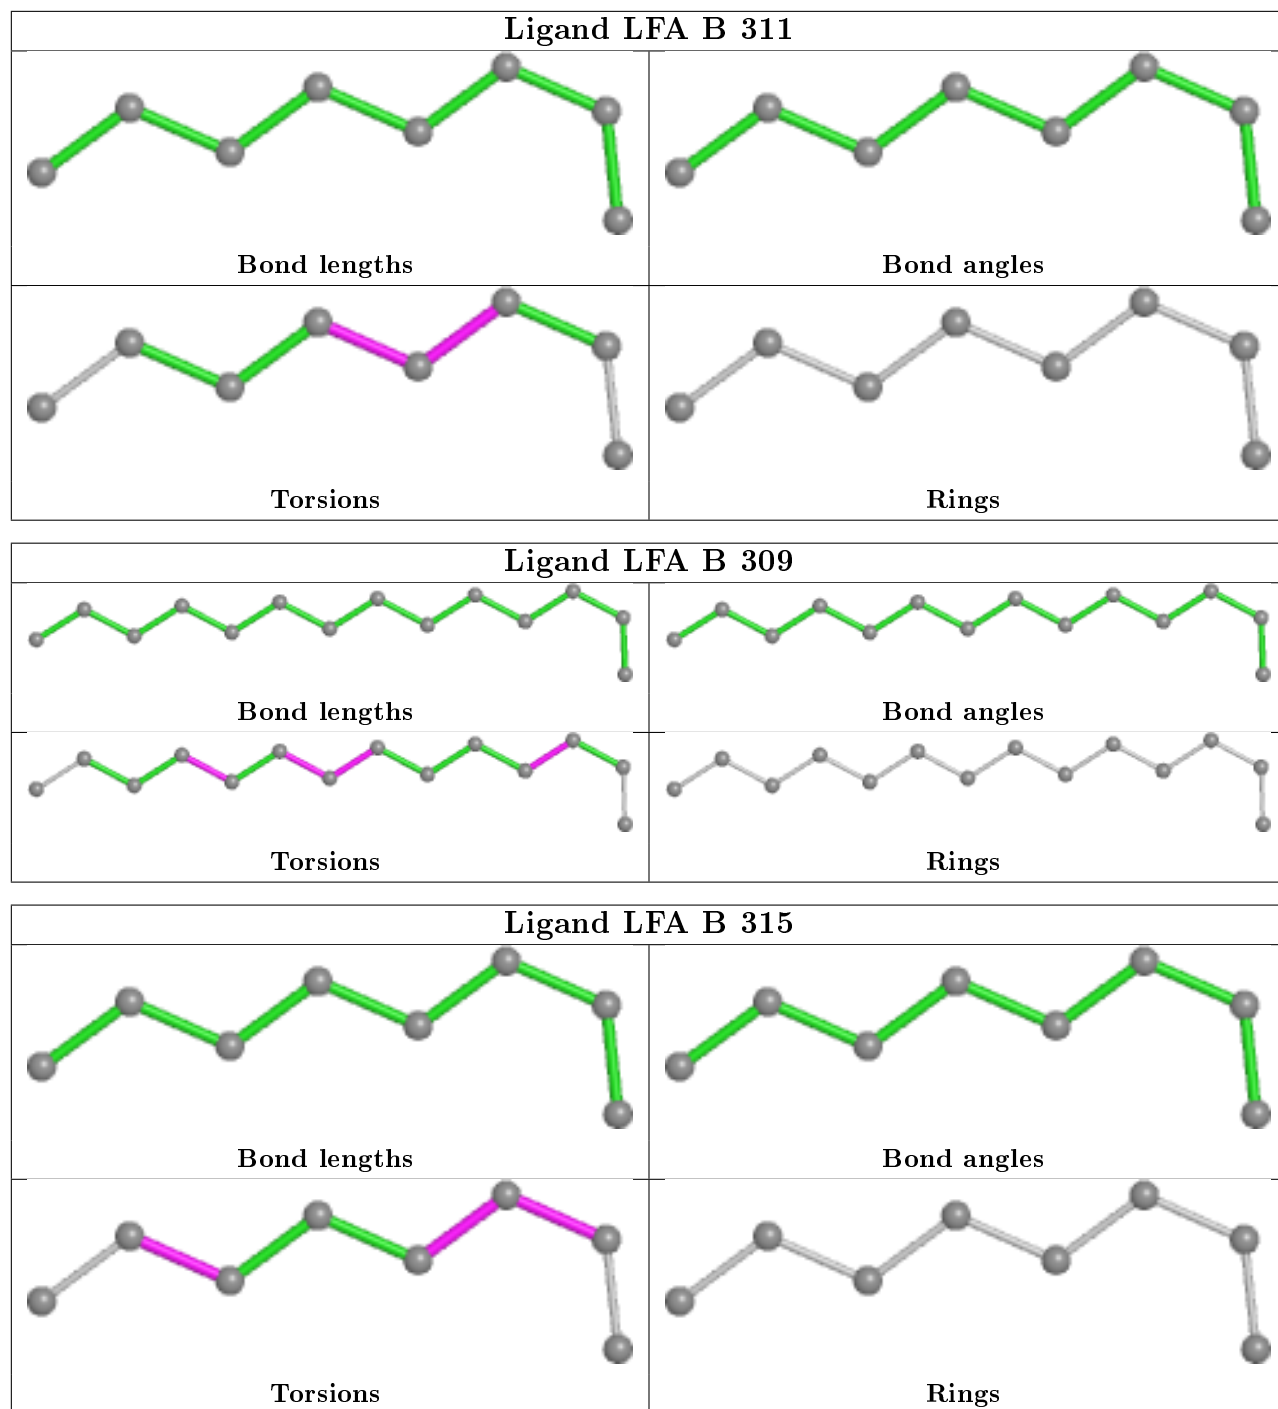 Ligand LFA B 311
Bond lengths
Bond angles
Torsions
Rings
Ligand LFA B 309
Bond lengths
Bond angles
Torsions
Rings
Ligand LFA B 315
Bond lengths
Bond angles
Torsions
Rings